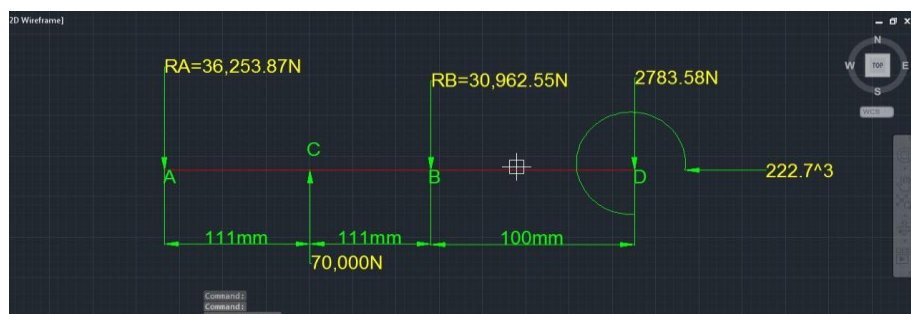 2D Wireframe]
N
W
TOP
E
S
WCS
RA=36,253.87N
RB=30,962.55N
2783.58N
C
A
B
D
222.7^3
111mm
111mm
100mm
70,000N
Command:
Command: